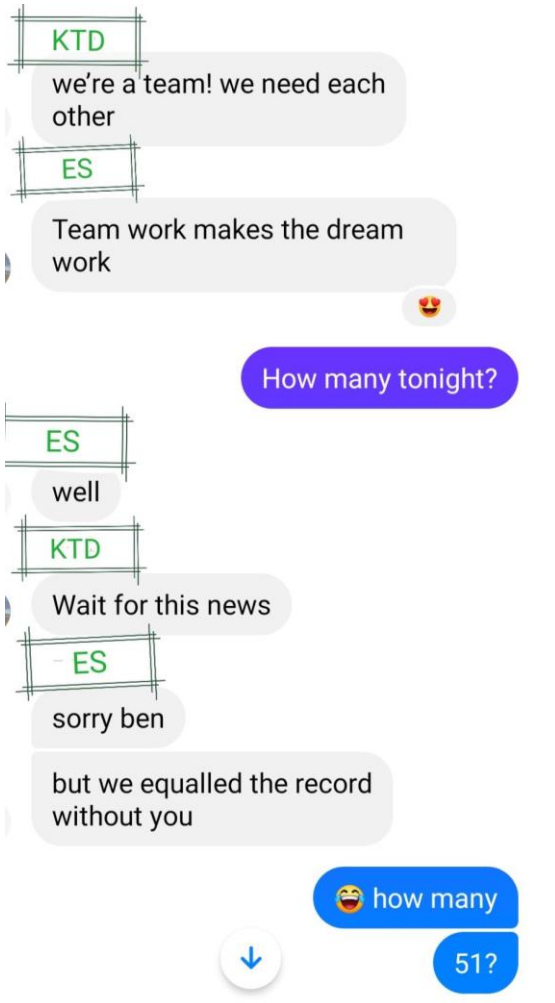 KTD
we're a team! we need each
other
ES
Team work makes the dream
work
😍
How many tonight?
ES
well
KTD
Wait for this news
ES
sorry ben
but we equalled the record
without you
😂 how many
51?